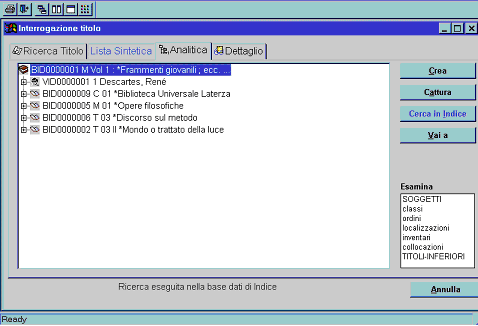 Interrogazione titolo
Ricerca Titolo Lista Sintetica Analitica Dettaglio
BID0000001 M Vol 1 : *Frammenti giovanili ; ecc. ...
VID0000001 1 Descartes, René
BID0000009 C 01 *Biblioteca Universale Laterza
BID0000005 M 01 *Opere filosofiche
BID0000006 T 03 *Discorso sul metodo
BID0000002 T 03 Il *Mondo o trattato della luce
Crea
Cattura
Cerca in Indice
Vai a
Esamina
SOGGETTI
classi
ordini
localizzazioni
inventari
collocazioni
TITOLI-INFERIORI
Ricerca eseguita nella base dati di Indice
Annulla
Ready